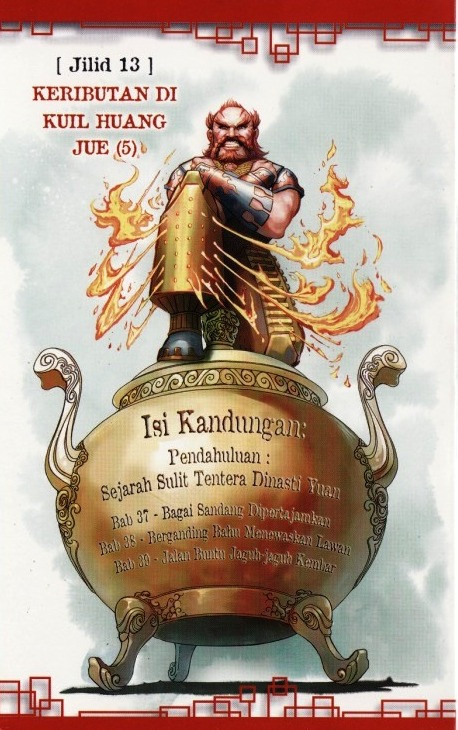 [ Jilid 13 ]
KERIBUTAN DI
KUIL HUANG
JUE (5)
Isi Kandungan:
Pendahuluan :
Sejarah Sulit Tentera Dinasti Yuan
Bab 37 - Bagai Sandang Diportajamkan
Bab 38 - Berganding Bahu Menewaskan Lawan
Bab 39 - Jalan Buntu Jaguh-jaguh Kembar